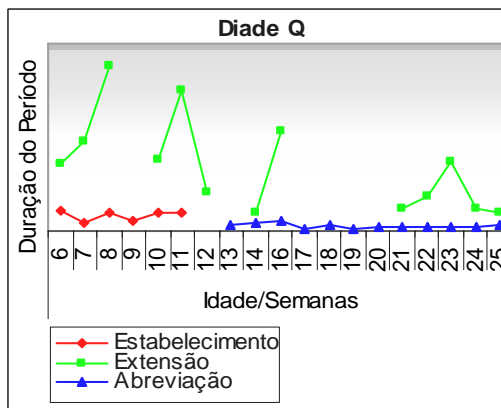 Diade Q
Duração do Período
6 7 8 9 10 11 12 13 14 16 17 18 19 20 21 22 23 24 25
Idade/Semanas
Estabelecimento
Extensão
Abreviação